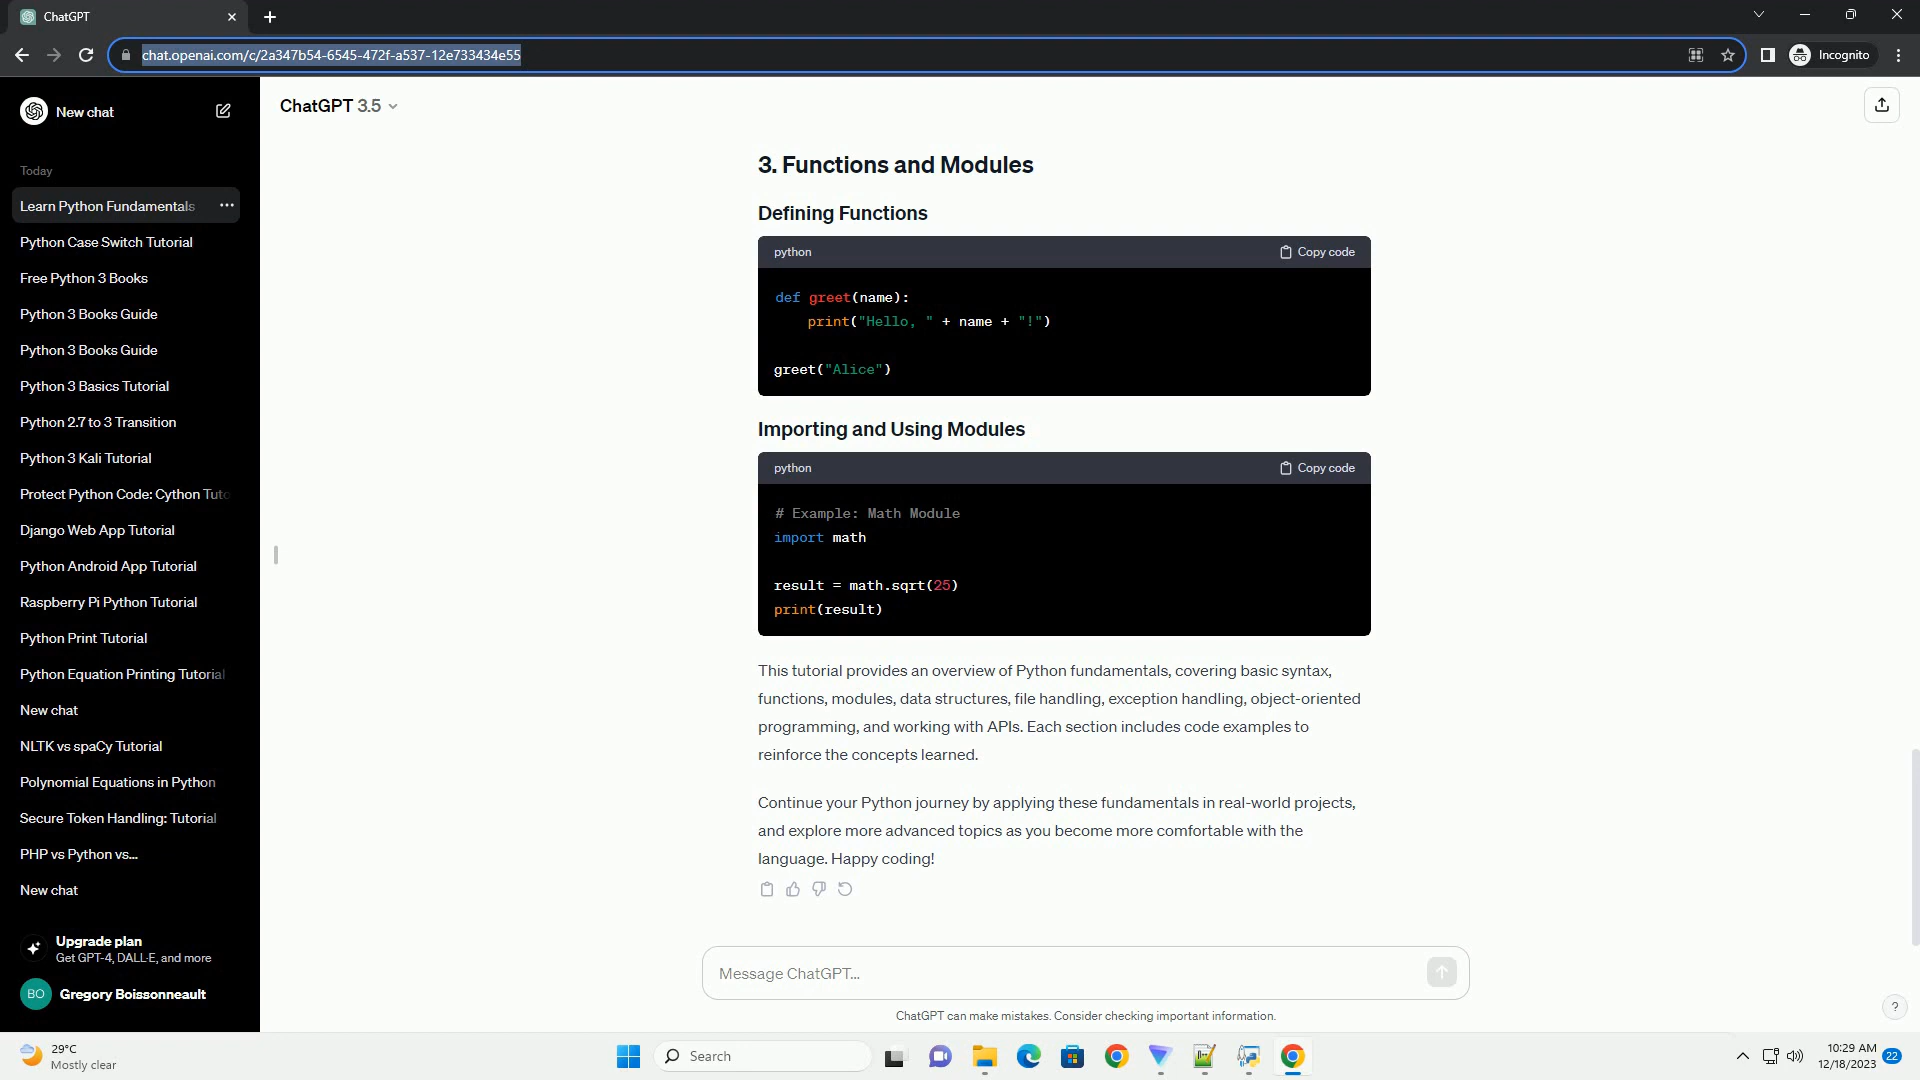 ChatGPT
chat.openai.com/c/2a347b54-6545-472f-a537-12e733434e55
Incognito
New chat
ChatGPT 3.5
Today
Learn Python Fundamentals
Python Case Switch Tutorial
Free Python 3 Books
Python 3 Books Guide
Python 3 Books Guide
Python 3 Basics Tutorial
Python 2.7 to 3 Transition
Python 3 Kali Tutorial
Protect Python Code: Cython Tuto
Django Web App Tutorial
Python Android App Tutorial
Raspberry Pi Python Tutorial
Python Print Tutorial
Python Equation Printing Tutorial
New chat
NLTK vs spaCy Tutorial
Polynomial Equations in Python
Secure Token Handling: Tutorial
PHP vs Python vs...
New chat
Upgrade plan
Get GPT-4, DALL·E, and more
BO
Gregory Boissonneault
3. Functions and Modules
Defining Functions
python
Copy code
def greet(name):
    print("Hello, " + name + "!")
greet("Alice")
Importing and Using Modules
python
Copy code
# Example: Math Module
import math
result = math.sqrt(25)
print(result)
This tutorial provides an overview of Python fundamentals, covering basic syntax,
functions, modules, data structures, file handling, exception handling, object-oriented
programming, and working with APIs. Each section includes code examples to
reinforce the concepts learned.
Continue your Python journey by applying these fundamentals in real-world projects,
and explore more advanced topics as you become more comfortable with the
language. Happy coding!
Message ChatGPT...
ChatGPT can make mistakes. Consider checking important information.
?
29°C
Mostly clear
Search
10:29 AM
12/18/2023
22